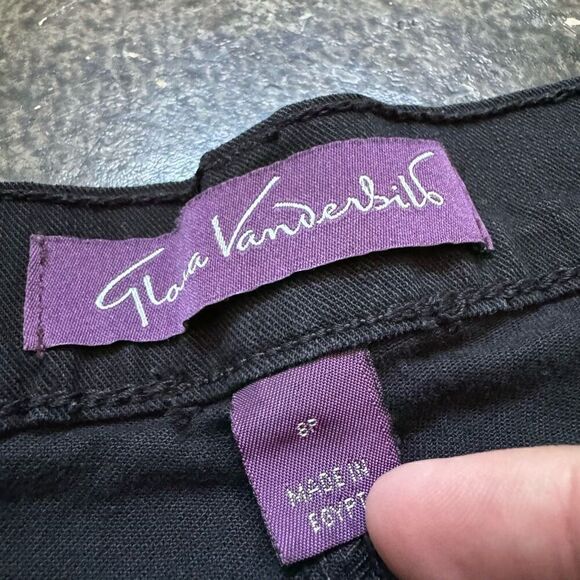 Gloria Vanderbilt
8P
MADE IN
EGYPT